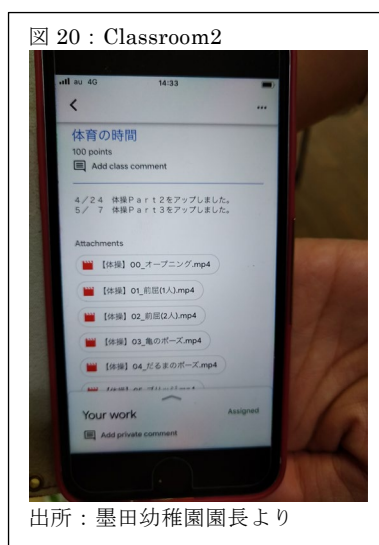 図 20：Classroom2
au 4G 14:33
体育の時間
100 points
Add class comment
4／24 体操Ｐａｒｔ２をアップしました。
5／ 7 体操Ｐａｒｔ３をアップしました。
Attachments
【体操】00_オープニング.mp4
【体操】01_前屈(1人).mp4
【体操】02_前屈(2人).mp4
【体操】03_亀のポーズ.mp4
【体操】04_だるまのポーズ.mp4
Your work Assigned
Add private comment
出所：墨田幼稚園園長より